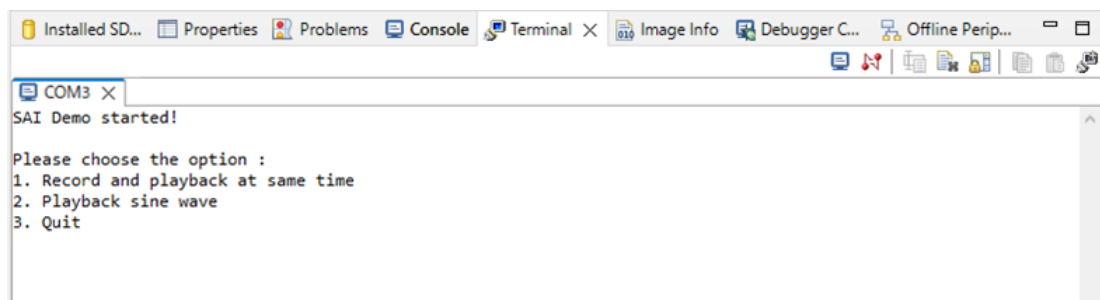 Installed SD... Properties Problems Console Terminal Image Info Debugger C... Offline Perip...
COM3
SAI Demo started!
Please choose the option :
1. Record and playback at same time
2. Playback sine wave
3. Quit